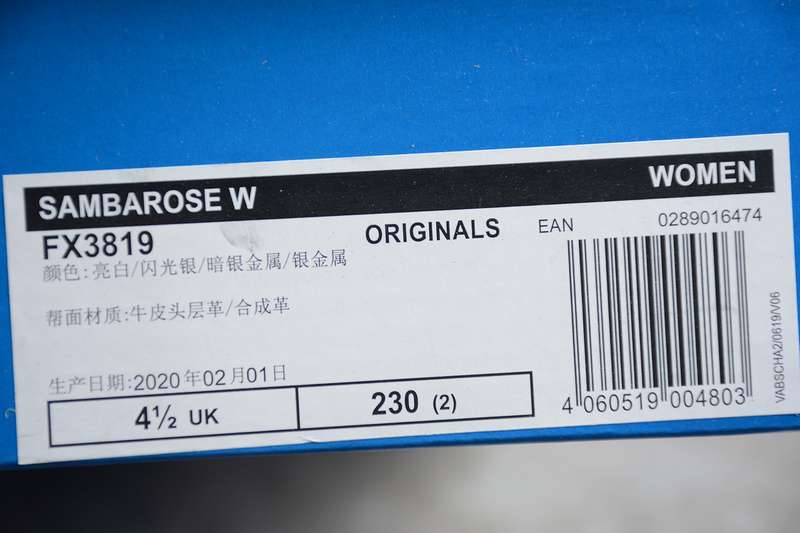 SAMBAROSE W
WOMEN
FX3819
ORIGINALS
EAN
0289016474
颜色:亮白/闪光银/暗银金属/银金属
帮面材质:牛皮头层革/合成革
生产日期:2020年02月01日
4½ UK
230 (2)
4 060519 004803
VABSCHA2/0619/V06